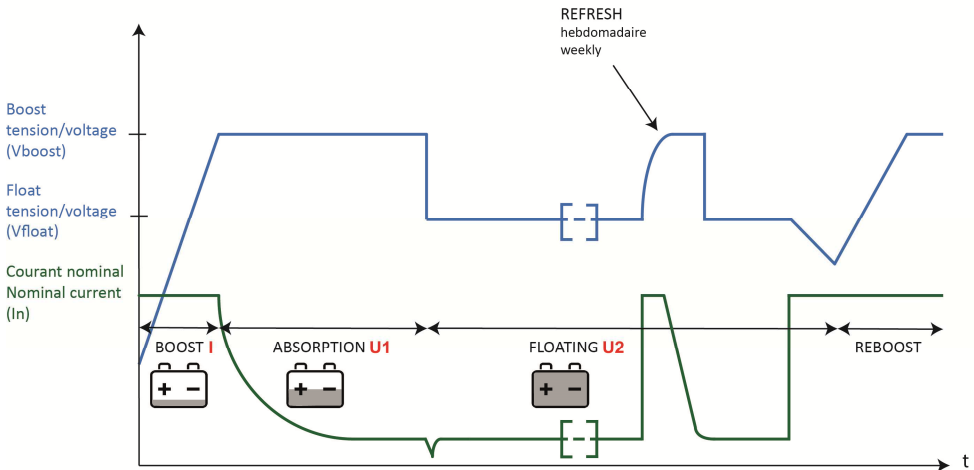 REFRESH
hebdomadaire
weekly
Boost
tension/voltage
(Vboost)
Float
tension/voltage
(Vfloat)
Courant nominal
Nominal current
(In)
BOOST I
ABSORPTION U1
FLOATING U2
REBOOST
+ −
+ −
+ −
t